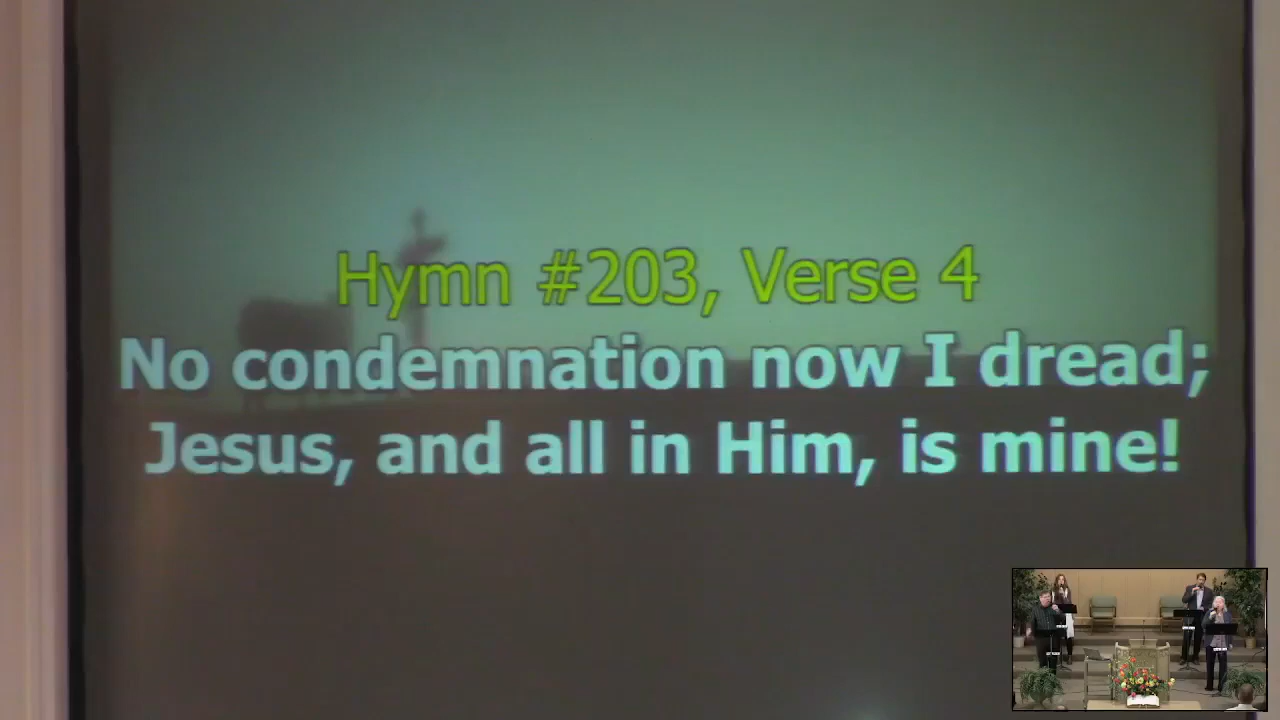 Hymn #203, Verse 4
No condemnation now I dread;
Jesus, and all in Him, is mine!